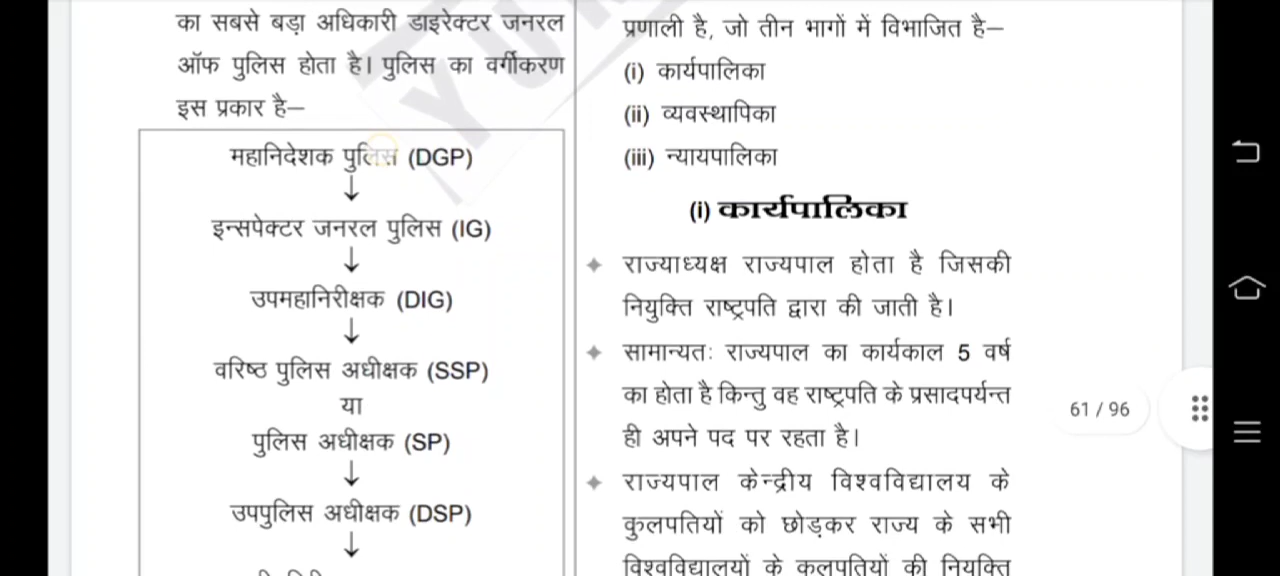 का सबसे बड़ा अधिकारी डाइरेक्टर जनरल
ऑफ पुलिस होता है। पुलिस का वर्गीकरण
इस प्रकार है—
महानिदेशक पुलिस (DGP)
↓
इन्सपेक्टर जनरल पुलिस (IG)
↓
उपमहानिरीक्षक (DIG)
↓
वरिष्ठ पुलिस अधीक्षक (SSP)
या
पुलिस अधीक्षक (SP)
↓
उपपुलिस अधीक्षक (DSP)
↓
प्रणाली है, जो तीन भागों में विभाजित है—
(i) कार्यपालिका
(ii) व्यवस्थापिका
(iii) न्यायपालिका
(i) कार्यपालिका
राज्याध्यक्ष राज्यपाल होता है जिसकी
नियुक्ति राष्ट्रपति द्वारा की जाती है।
सामान्यतः राज्यपाल का कार्यकाल 5 वर्ष
का होता है किन्तु वह राष्ट्रपति के प्रसादपर्यन्त
ही अपने पद पर रहता है।
राज्यपाल केन्द्रीय विश्वविद्यालय के
कुलपतियों को छोड़कर राज्य के सभी
विश्वविद्यालयों के कुलपतियों की नियुक्ति
61 / 96